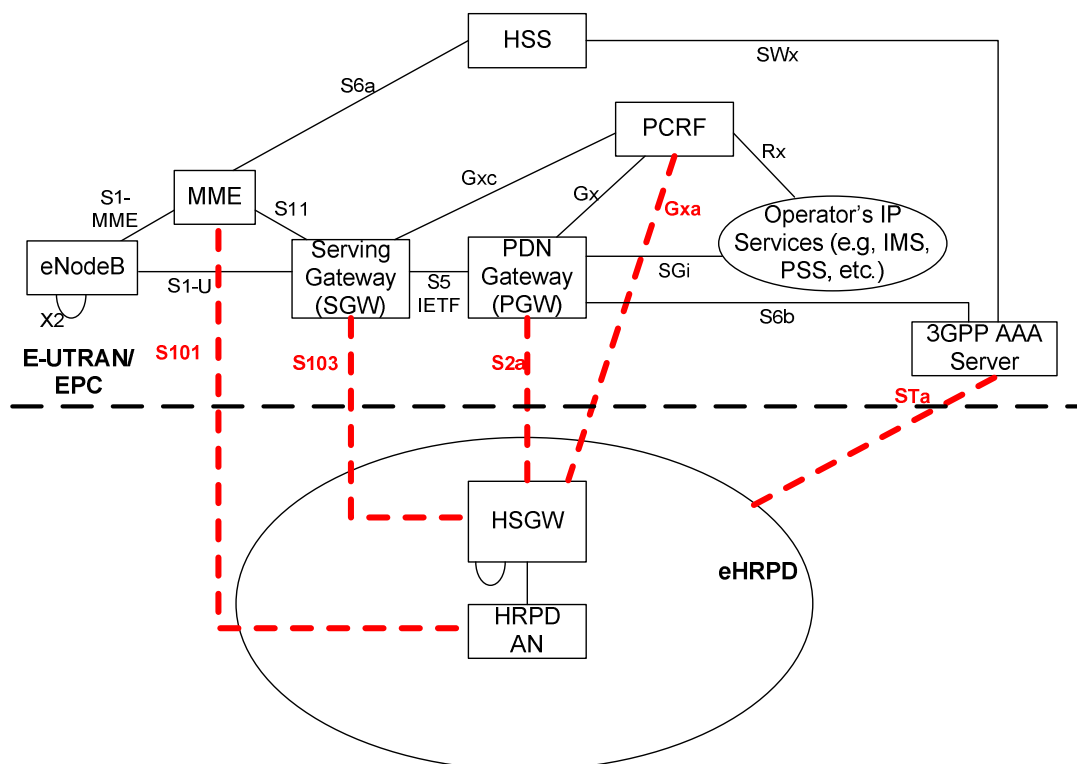 HSS
SWx
S6a
PCRF
Rx
Gxc
MME
S1-
MME
Gx
S11
Gxa
Operator's IP
Services (e.g, IMS,
PSS, etc.)
eNodeB
Serving
Gateway
(SGW)
PDN
Gateway
(PGW)
S1-U
S5
IETF
SGi
X2
S6b
3GPP AAA
Server
E-UTRAN/
EPC
S101
S103
S2a
STa
HSGW
eHRPD
HRPD
AN